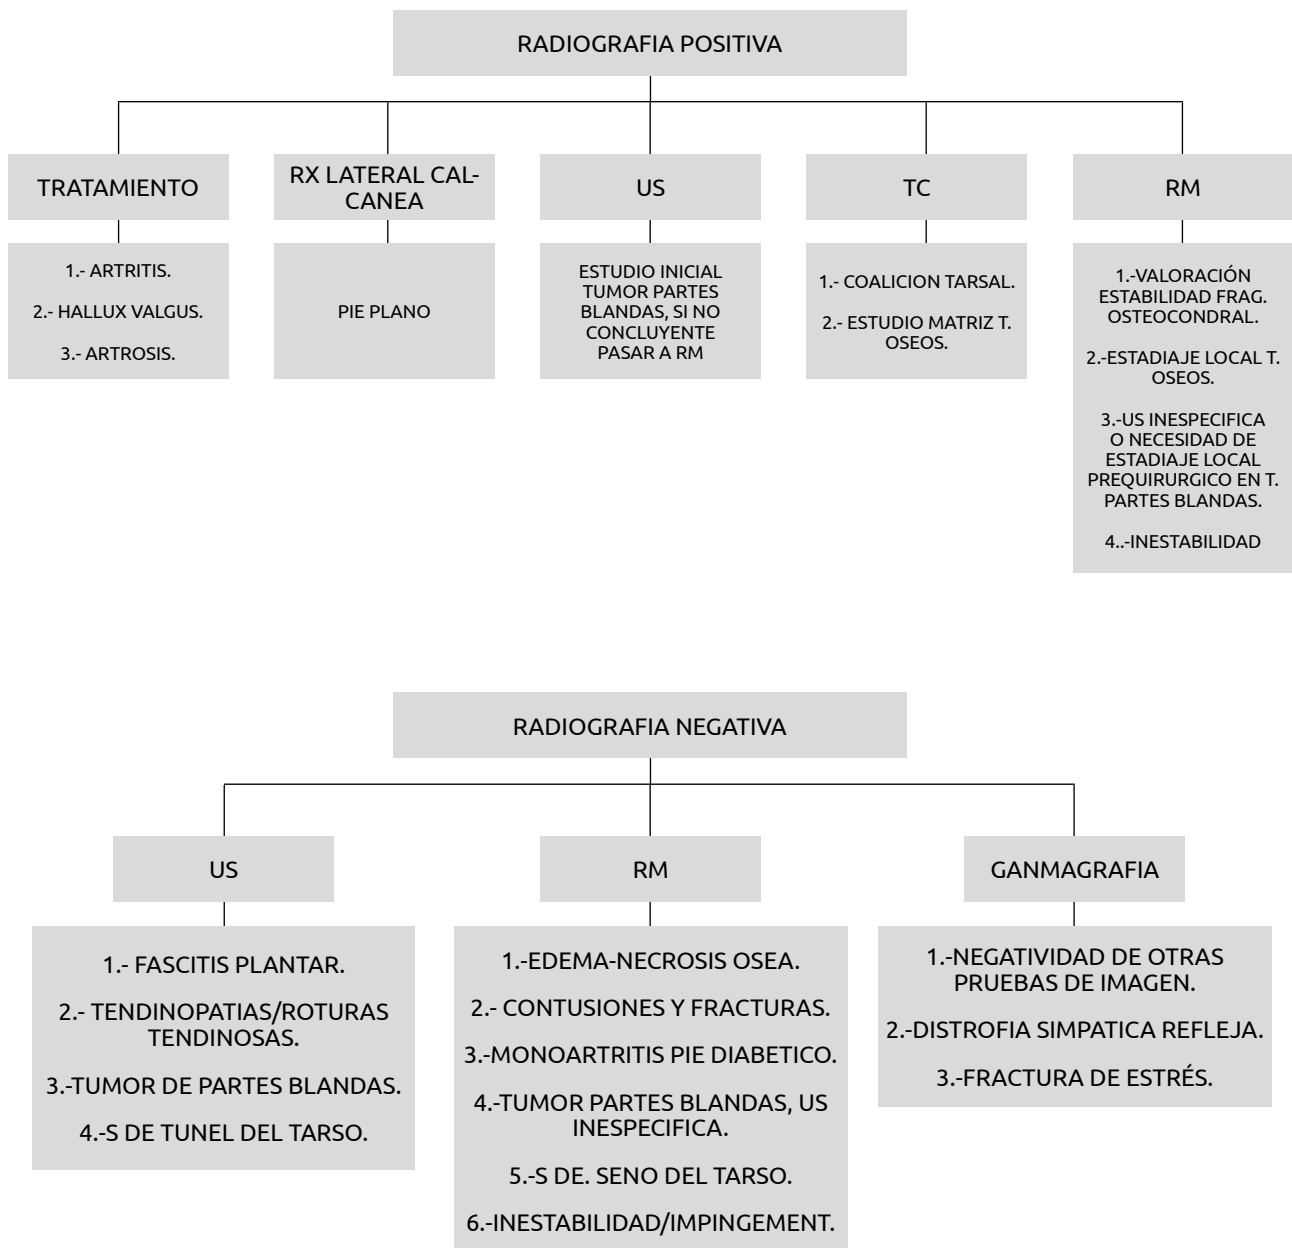 RADIOGRAFIA POSITIVA
TRATAMIENTO
1.- ARTRITIS.
2.- HALLUX VALGUS.
3.- ARTROSIS.
RX LATERAL CAL-
CANEA
PIE PLANO
US
ESTUDIO INICIAL
TUMOR PARTES
BLANDAS, SI NO
CONCLUYENTE
PASAR A RM
TC
1.- COALICION TARSAL.
2.- ESTUDIO MATRIZ T.
OSEOS.
RM
1.-VALORACIÓN
ESTABILIDAD FRAG.
OSTEOCONDRAL.
2.-ESTADIAJE LOCAL T.
OSEOS.
3.-US INESPECIFICA
O NECESIDAD DE
ESTADIAJE LOCAL
PREQUIRURGICO EN T.
PARTES BLANDAS.
4..-INESTABILIDAD
RADIOGRAFIA NEGATIVA
US
1.- FASCITIS PLANTAR.
2.- TENDINOPATIAS/ROTURAS
TENDINOSAS.
3.-TUMOR DE PARTES BLANDAS.
4.-S DE TUNEL DEL TARSO.
RM
1.-EDEMA-NECROSIS OSEA.
2.- CONTUSIONES Y FRACTURAS.
3.-MONOARTRITIS PIE DIABETICO.
4.-TUMOR PARTES BLANDAS, US
INESPECIFICA.
5.-S DE. SENO DEL TARSO.
6.-INESTABILIDAD/IMPINGEMENT.
GANMAGRAFIA
1.-NEGATIVIDAD DE OTRAS
PRUEBAS DE IMAGEN.
2.-DISTROFIA SIMPATICA REFLEJA.
3.-FRACTURA DE ESTRÉS.